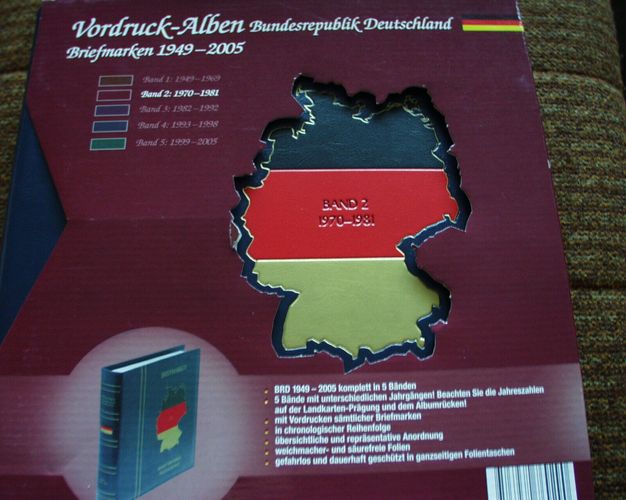 Vordruck-Alben Bundesrepublik Deutschland
Briefmarken 1949–2005
Band 1: 1949–1969
Band 2: 1970–1981
Band 3: 1982–1992
Band 4: 1993–1998
Band 5: 1999–2005
BAND 2
1970–1981
BRD 1949 – 2005 komplett in 5 Bänden
5 Bände mit unterschiedlichen Jahrgängen! Beachten Sie die Jahreszahlen
auf der Landkarten-Prägung und dem Albumrücken!
mit Vordrucken sämtlicher Briefmarken
in chronologischer Reihenfolge
übersichtliche und repräsentative Anordnung
weichmacher- und säurefreie Folien
gefahrlos und dauerhaft geschützt in ganzseitigen Folientaschen